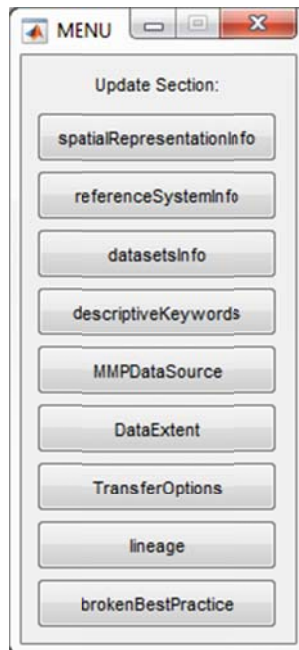 MENU
Update Section:
spatialRepresentationInfo
referenceSystemInfo
datasetsInfo
descriptiveKeywords
MMPDataSource
DataExtent
TransferOptions
lineage
brokenBestPractice